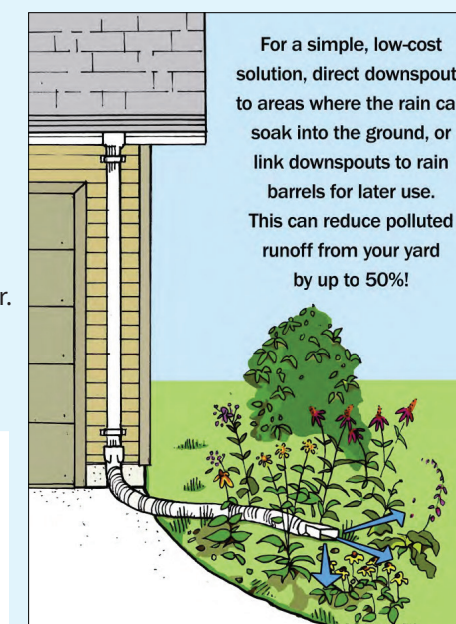 For a simple, low-cost
solution, direct downspout
to areas where the rain ca
soak into the ground, or
link downspouts to rain
barrels for later use.
This can reduce polluted
runoff from your yard
by up to 50%!
r.